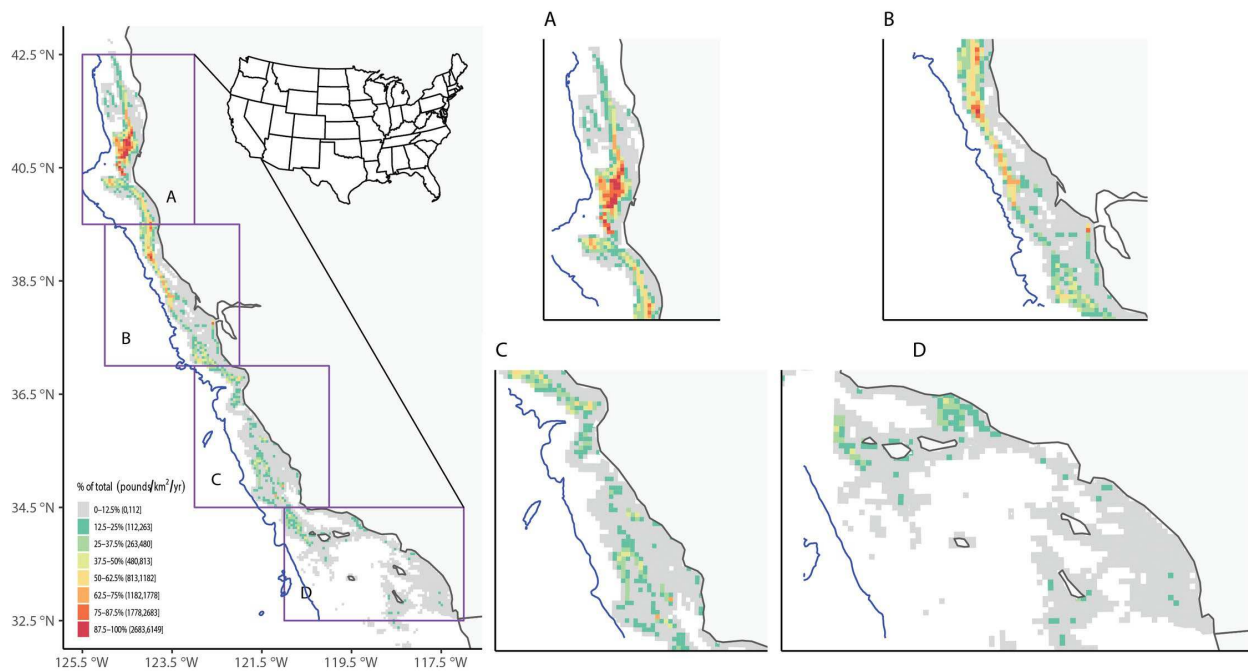 A
B
42.5 °N
40.5 °N
A
38.5 °N
B
36.5 °N
C
D
C
% of total (pounds/km²/yr)
0–12.5% (0,112]
12.5–25% (112,263]
25–37.5% (263,480]
37.5–50% (480,813]
50–62.5% (813,1182]
62.5–75% (1182,1778]
75–87.5% (1778,2683]
87.5–100% (2683,6149]
34.5 °N
D
32.5 °N
125.5 °W 123.5 °W 121.5 °W 119.5 °W 117.5 °W